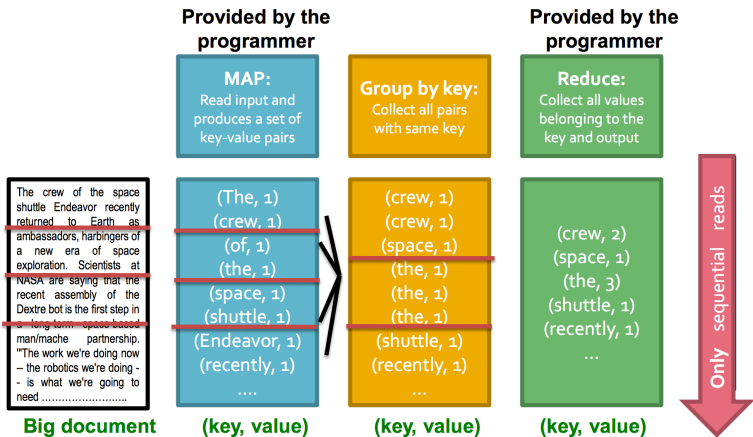 Provided by the
programmer
Provided by the
programmer
MAP:
Read input and
produces a set of
key-value pairs
Group by key:
Collect all pairs
with same key
Reduce:
Collect all values
belonging to the
key and output
The crew of the space
shuttle Endeavor recently
returned to Earth as
ambassadors, harbingers of
a new era of space
exploration. Scientists at
NASA are saying that the
recent assembly of the
Dextre bot is the first step in
a long-term space-based
man/mache partnership.
'"The work we're doing now
-- the robotics we're doing -
- is what we're going to
need ……………………..
Big document
(The, 1)
(crew, 1)
(of, 1)
(the, 1)
(space, 1)
(shuttle, 1)
(Endeavor, 1)
(recently, 1)
….
(key, value)
(crew, 1)
(crew, 1)
(space, 1)
(the, 1)
(the, 1)
(the, 1)
(shuttle, 1)
(recently, 1)
…
(key, value)
(crew, 2)
(space, 1)
(the, 3)
(shuttle, 1)
(recently, 1)
…
(key, value)
Only sequential reads